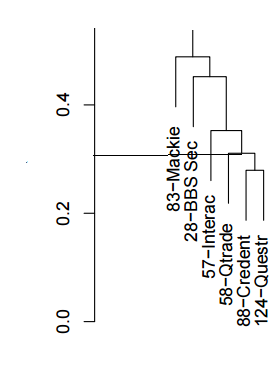 0.4
0.2
0.0
83−Mackie
28−BBS Sec
57−Interac
58−Qtrade
88−Credent
124−Questr